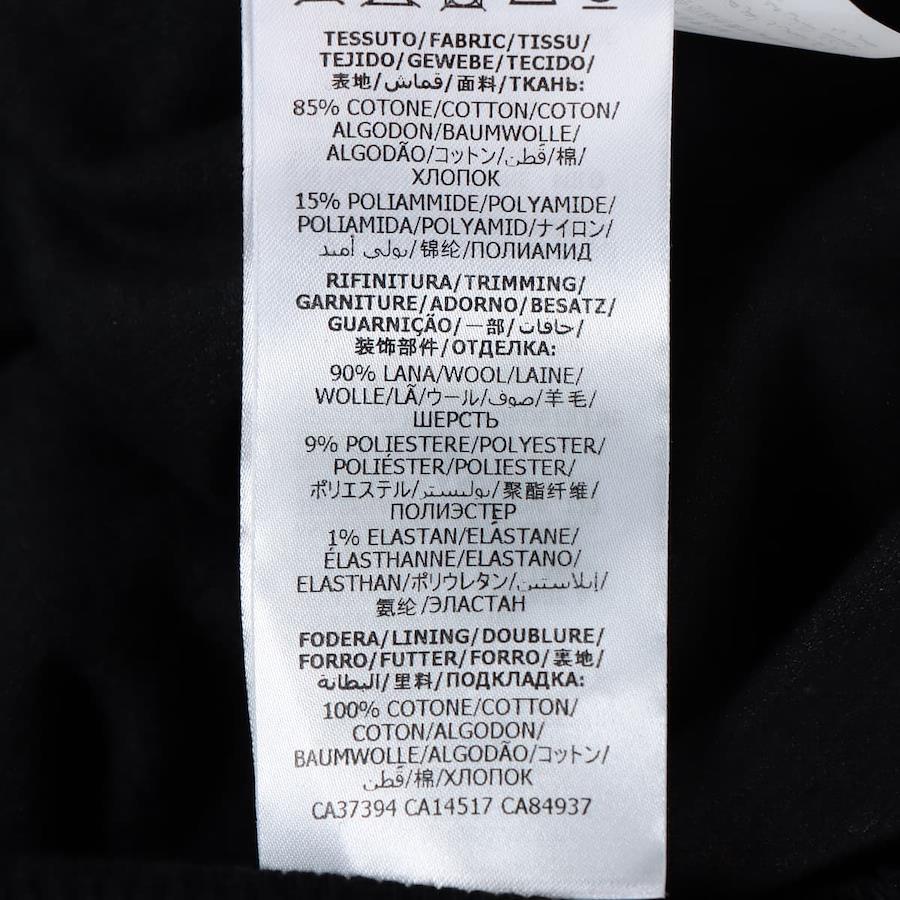 TESSUTO/FABRIC/TISSU/
TEJIDO/GEWEBE/TECIDO/
表地/قماش/面料/ТКАНЬ:
85% COTONE/COTTON/COTON/
ALGODON/BAUMWOLLE/
ALGODÃO/コットン/قُطن/棉/
ХЛОПОК
15% POLIAMMIDE/POLYAMIDE/
POLIAMIDA/POLYAMID/ナイロン/
بولي أميد/锦纶/ПОЛИАМИД
RIFINITURA/TRIMMING/
GARNITURE/ADORNO/BESATZ/
GUARNIÇÃO/一部/حافات/
装饰部件/ОТДЕЛКА:
90% LANA/WOOL/LAINE/
WOLLE/LÃ/ウール/صوف/羊毛/
ШЕРСТЬ
9% POLIESTERE/POLYESTER/
POLIÉSTER/POLIESTER/
ポリエステル/بوليستر/聚酯纤维/
ПОЛИЭСТЕР
1% ELASTAN/ELASTANE/
ÉLASTHANNE/ELASTANO/
ELASTHAN/ポリウレタン/إيلاستين/
氨纶/ЭЛАСТАН
FODERA/LINING/DOUBLURE/
FORRO/FUTTER/FORRO/裏地/
البطانة/里料/ПОДКЛАДКА:
100% COTONE/COTTON/
COTON/ALGODON/
BAUMWOLLE/ALGODÃO/コットン/
قُطن/棉/ХЛОПОК
CA37394 CA14517 CA84937